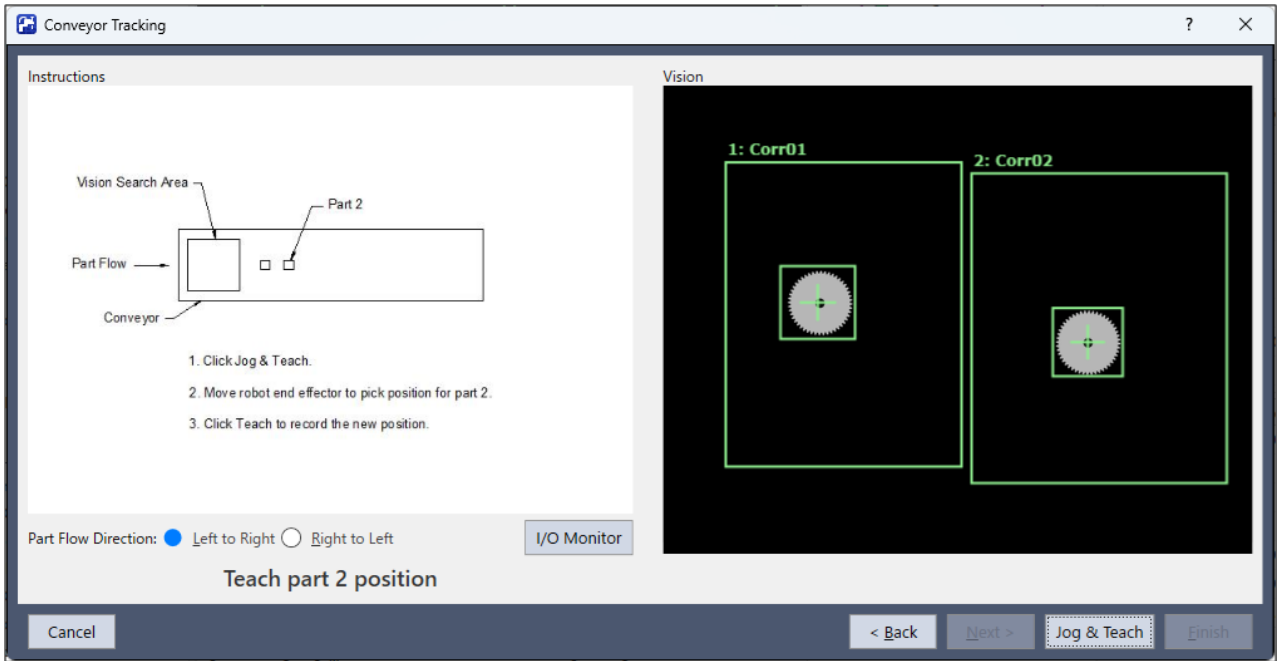 Conveyor Tracking
?
Instructions
Vision
Vision Search Area
Part 2
Part Flow
Conveyor
1. Click Jog & Teach.
2. Move robot end effector to pick position for part 2.
3. Click Teach to record the new position.
1: Corr01
2: Corr02
Part Flow Direction: Left to Right Right to Left
I/O Monitor
Teach part 2 position
Cancel
< Back
Next >
Jog & Teach
Finish